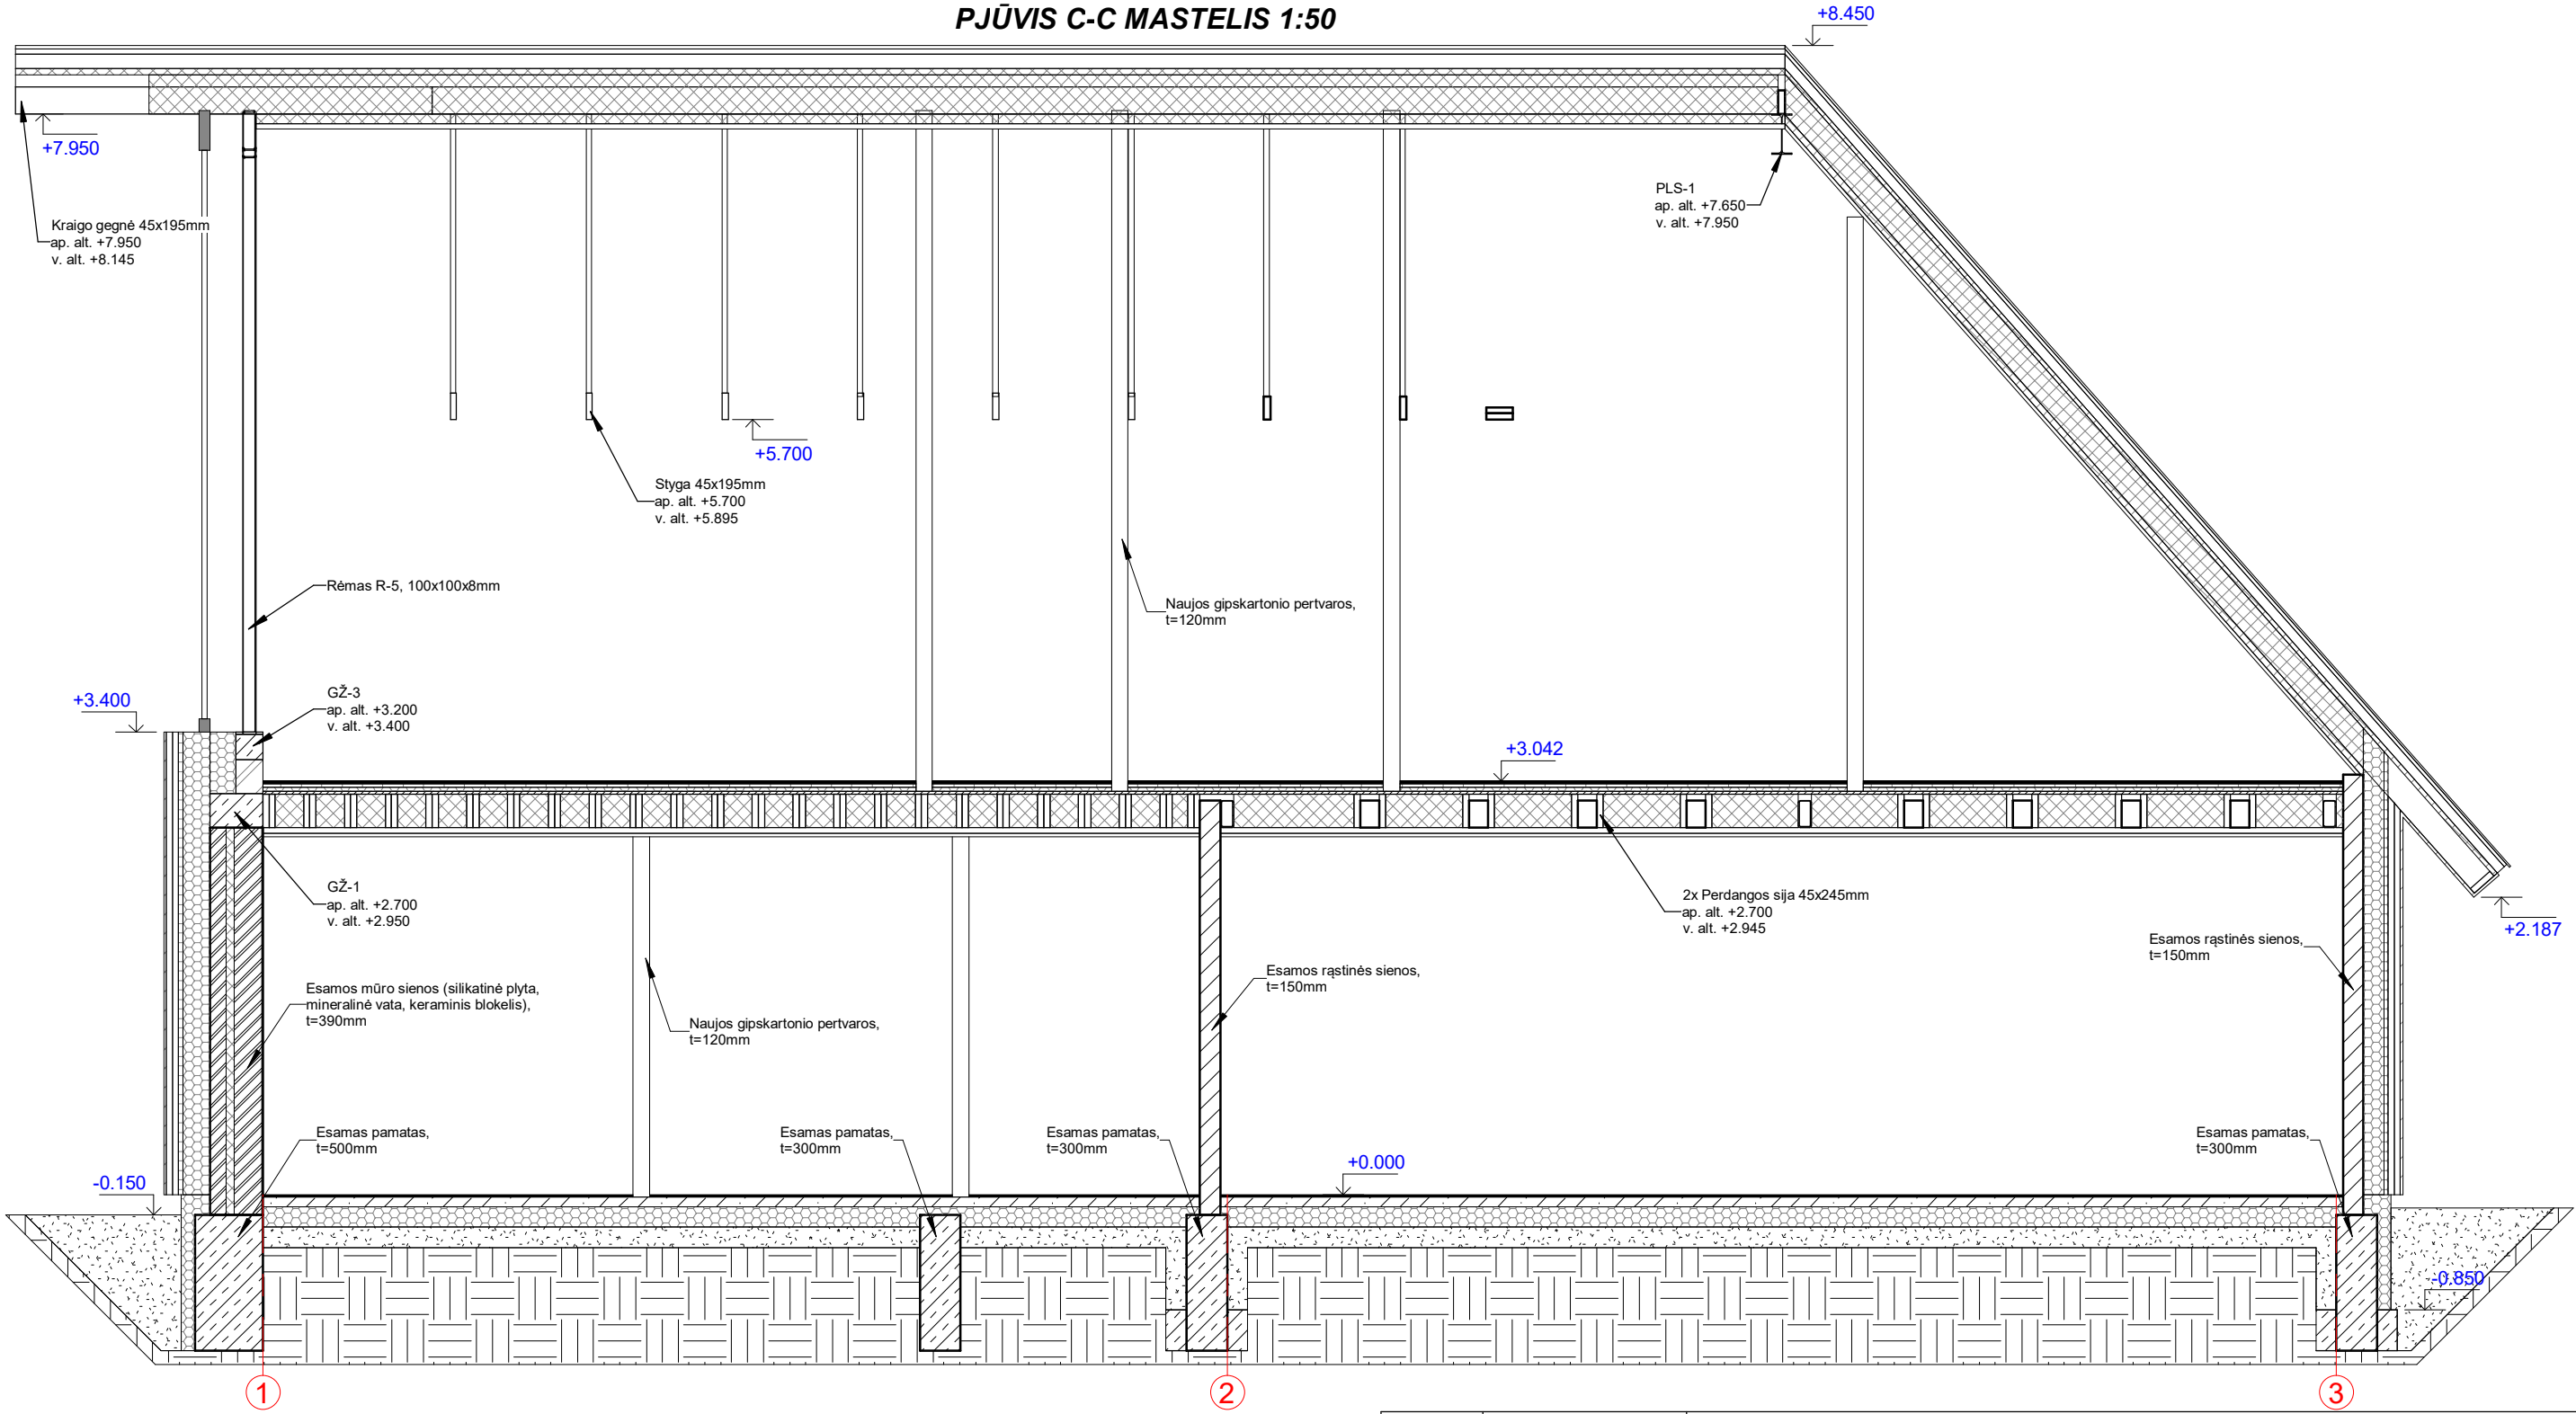 PJŪVIS C-C MASTELIS 1:50
+8.450
+7.950
Kraigo gegnė 45x195mm
ap. alt. +7.950
v. alt. +8.145
PLS-1
ap. alt. +7.650
v. alt. +7.950
+5.700
Styga 45x195mm
ap. alt. +5.700
v. alt. +5.895
Rėmas R-5, 100x100x8mm
Naujos gipskartonio pertvaros,
t=120mm
+3.400
GŽ-3
ap. alt. +3.200
v. alt. +3.400
+3.042
GŽ-1
ap. alt. +2.700
v. alt. +2.950
2x Perdangos sija 45x245mm
ap. alt. +2.700
v. alt. +2.945
+2.187
Esamos rąstinės sienos,
t=150mm
Esamos rąstinės sienos,
t=150mm
Esamos mūro sienos (silikatinė plyta,
mineralinė vata, keraminis blokelis),
t=390mm
Naujos gipskartonio pertvaros,
t=120mm
Esamas pamatas,
t=500mm
Esamas pamatas,
t=300mm
Esamas pamatas,
t=300mm
Esamas pamatas,
t=300mm
+0.000
-0.150
-0.850
1
2
3